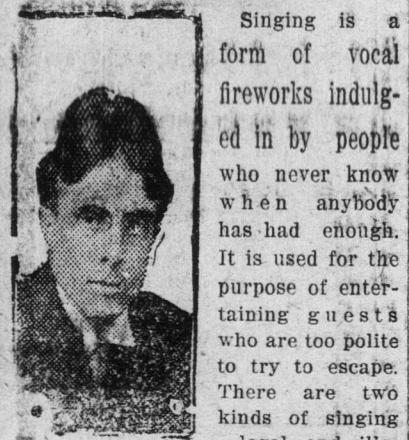 Singing is a
form of vocal
fireworks indulg-
ed in by people
who never know
when anybody
has had enough.
It is used for the
purpose of enter-
taining guests
who are too polite
to try to escape.
There are two
kinds of singing